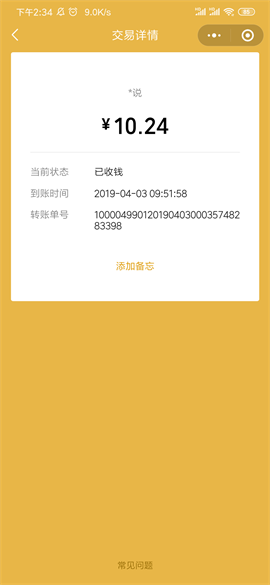 下午2:34 9.0K/s
交易详情
*说
¥10.24
当前状态 已收钱
到账时间 2019-04-03 09:51:58
转账单号 100004990120190403000357482
83398
添加备忘
常见问题